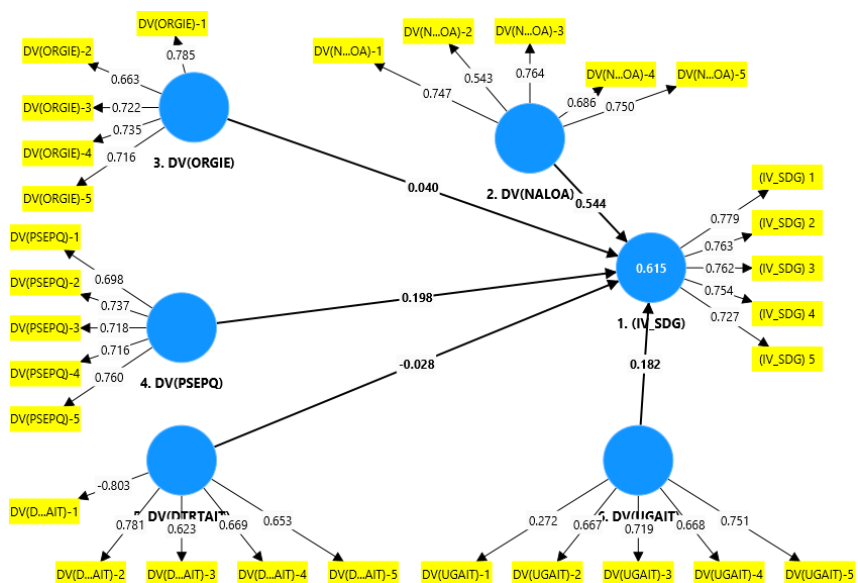 DV(ORGIE)-1
DV(ORGIE)-2
0.785
0.663
DV(ORGIE)-3
0.722
0.735
DV(ORGIE)-4
0.716
DV(ORGIE)-5
3. DV(ORGIE)
DV(N...OA)-1
DV(N...OA)-2
DV(N...OA)-3
DV(N...OA)-4
DV(N...OA)-5
0.747
0.543
0.764
0.686
0.750
2. DV(NALOA)
0.040
0.544
(IV_SDG) 1
0.779
(IV_SDG) 2
0.763
(IV_SDG) 3
0.762
0.754
(IV_SDG) 4
0.727
(IV_SDG) 5
0.615
1. (IV_SDG)
DV(PSEPQ)-1
0.698
DV(PSEPQ)-2
0.737
DV(PSEPQ)-3
0.718
0.716
DV(PSEPQ)-4
0.760
DV(PSEPQ)-5
4. DV(PSEPQ)
0.198
-0.028
0.182
-0.803
DV(D...AIT)-1
DV(DTRTAIT)
0.781
0.623
0.669
0.653
DV(D...AIT)-2
DV(D...AIT)-3
DV(D...AIT)-4
DV(D...AIT)-5
DV(UGAIT)
0.272
0.667
0.719
0.668
0.751
DV(UGAIT)-1
DV(UGAIT)-2
DV(UGAIT)-3
DV(UGAIT)-4
DV(UGAIT)-5